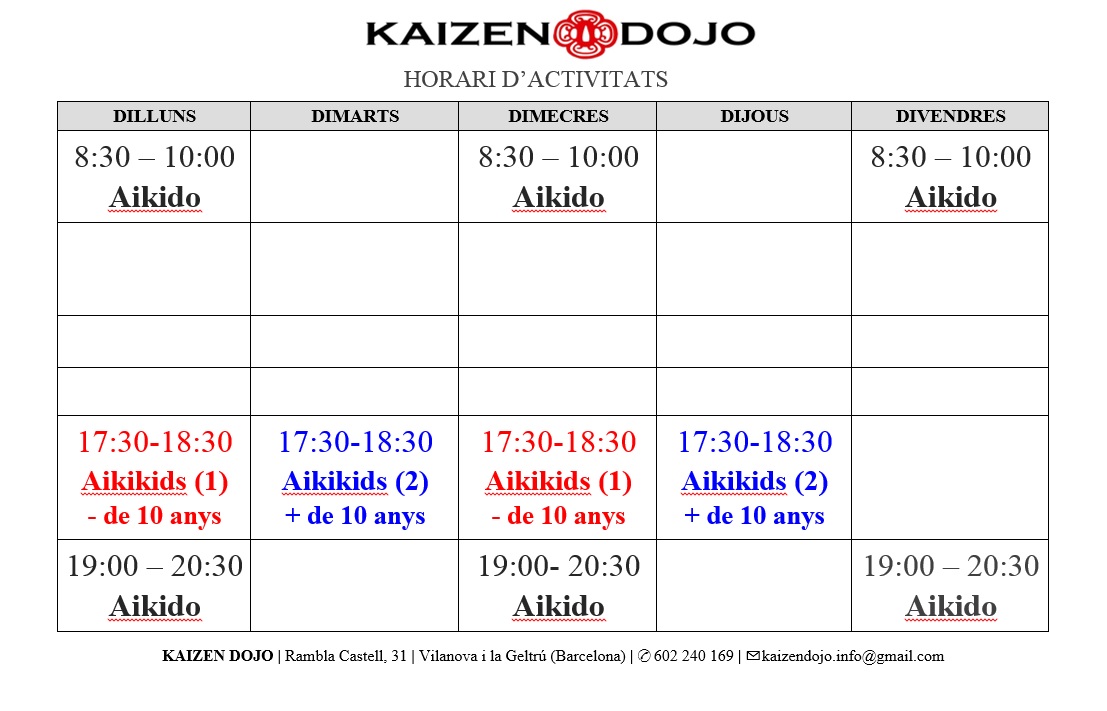 KAIZEN DOJO
HORARI D’ACTIVITATS
DILLUNS DIMARTS DIMECRES DIJOUS DIVENDRES
8:30 – 10:00 8:30 – 10:00 8:30 – 10:00
Aikido Aikido Aikido
17:30-18:30 17:30-18:30 17:30-18:30 17:30-18:30
Aikikids (1) Aikikids (2) Aikikids (1) Aikikids (2)
- de 10 anys + de 10 anys - de 10 anys + de 10 anys
19:00 – 20:30 19:00- 20:30 19:00 – 20:30
Aikido Aikido Aikido
KAIZEN DOJO | Rambla Castell, 31 | Vilanova i la Geltrú (Barcelona) | ✆ 602 240 169 | ✉kaizendojo.info@gmail.com